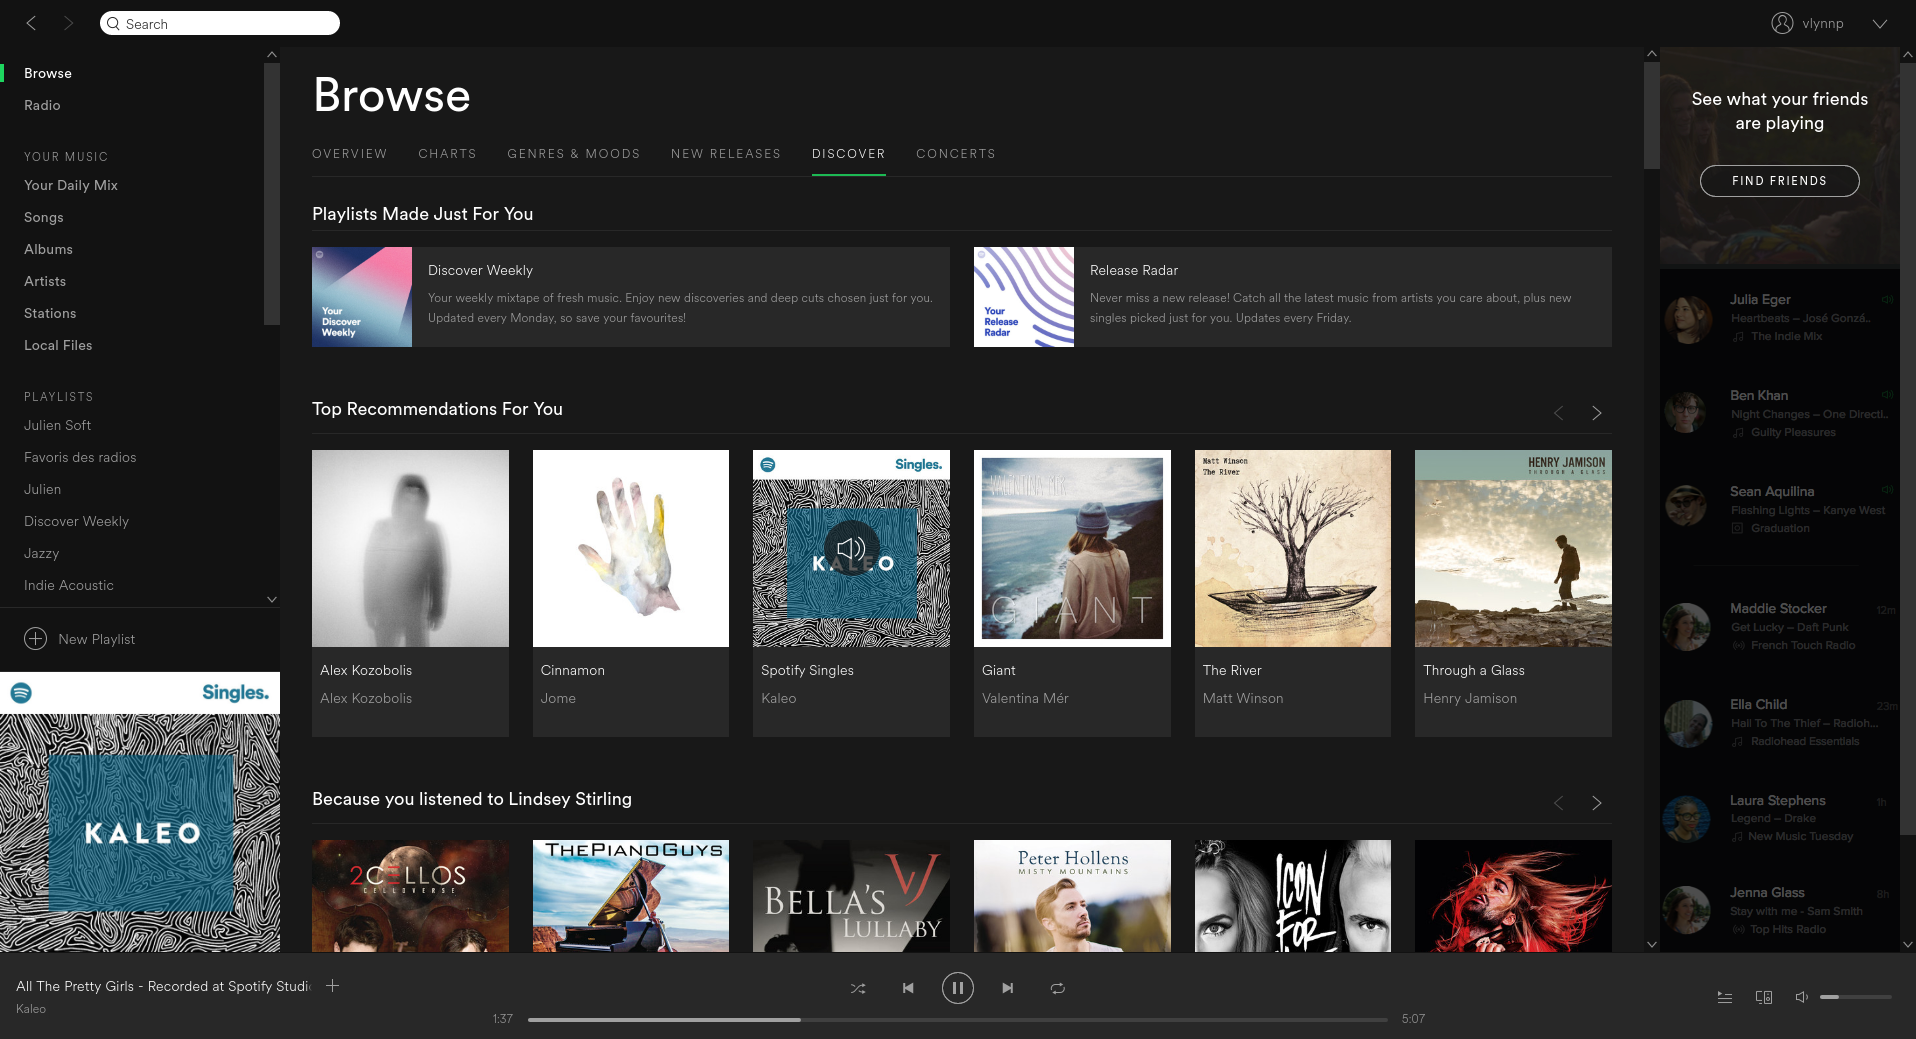 Search
vlynnp
Browse
Radio
YOUR MUSIC
Your Daily Mix
Songs
Albums
Artists
Stations
Local Files
PLAYLISTS
Julien Soft
Favoris des radios
Julien
Discover Weekly
Jazzy
Indie Acoustic
New Playlist
Singles.
KALEO
Browse
OVERVIEW
CHARTS
GENRES & MOODS
NEW RELEASES
DISCOVER
CONCERTS
Playlists Made Just For You
Your
Discover
Weekly
Discover Weekly
Your weekly mixtape of fresh music. Enjoy new discoveries and deep cuts chosen just for you.
Updated every Monday, so save your favourites!
Your
Release
Radar
Release Radar
Never miss a new release! Catch all the latest music from artists you care about, plus new
singles picked just for you. Updates every Friday.
Top Recommendations For You
Alex Kozobolis
Alex Kozobolis
Cinnamon
Jome
Singles.
KALEO
Spotify Singles
Kaleo
VALENTINA MÉR
GIANT
Giant
Valentina Mér
Matt Winson
The River
The River
Matt Winson
HENRY JAMISON
THROUGH A GLASS
Through a Glass
Henry Jamison
Because you listened to Lindsey Stirling
2CELLOS
CELLOVERSE
THEPIANOGUYS
BELLA'S
LULLABY
Peter Hollens
MISTY MOUNTAINS
ICON
FOR
See what your friends
are playing
FIND FRIENDS
Julia Eger
Heartbeats – José Gonzá..
The Indie Mix
Ben Khan
Night Changes – One Directi..
Guilty Pleasures
Sean Aquilina
Flashing Lights – Kanye West
Graduation
Maddie Stocker
12m
Get Lucky – Daft Punk
French Touch Radio
Ella Child
23m
Hail To The Thief – Radioh...
Radiohead Essentials
Laura Stephens
1h
Legend – Drake
New Music Tuesday
Jenna Glass
8h
Stay with me - Sam Smith
Top Hits Radio
All The Pretty Girls - Recorded at Spotify Studi
Kaleo
1:37
5:07